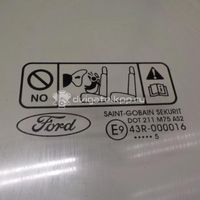 NO
Ford
SAINT-GOBAIN SEKURIT
DOT 211 M75 AS2
E9 43R-000016
••••• 5